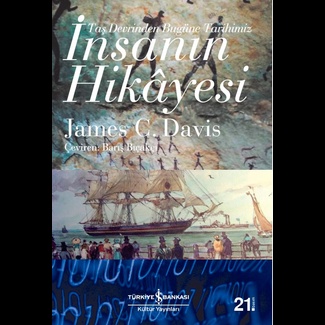 Taş Devrinden Bugüne Tarihimiz
İnsanın
Hikâyesi
James C. Davis
Çeviren: Barış Bıçakçı
TÜRKİYE İŞ BANKASI
Kültür Yayınları
21.